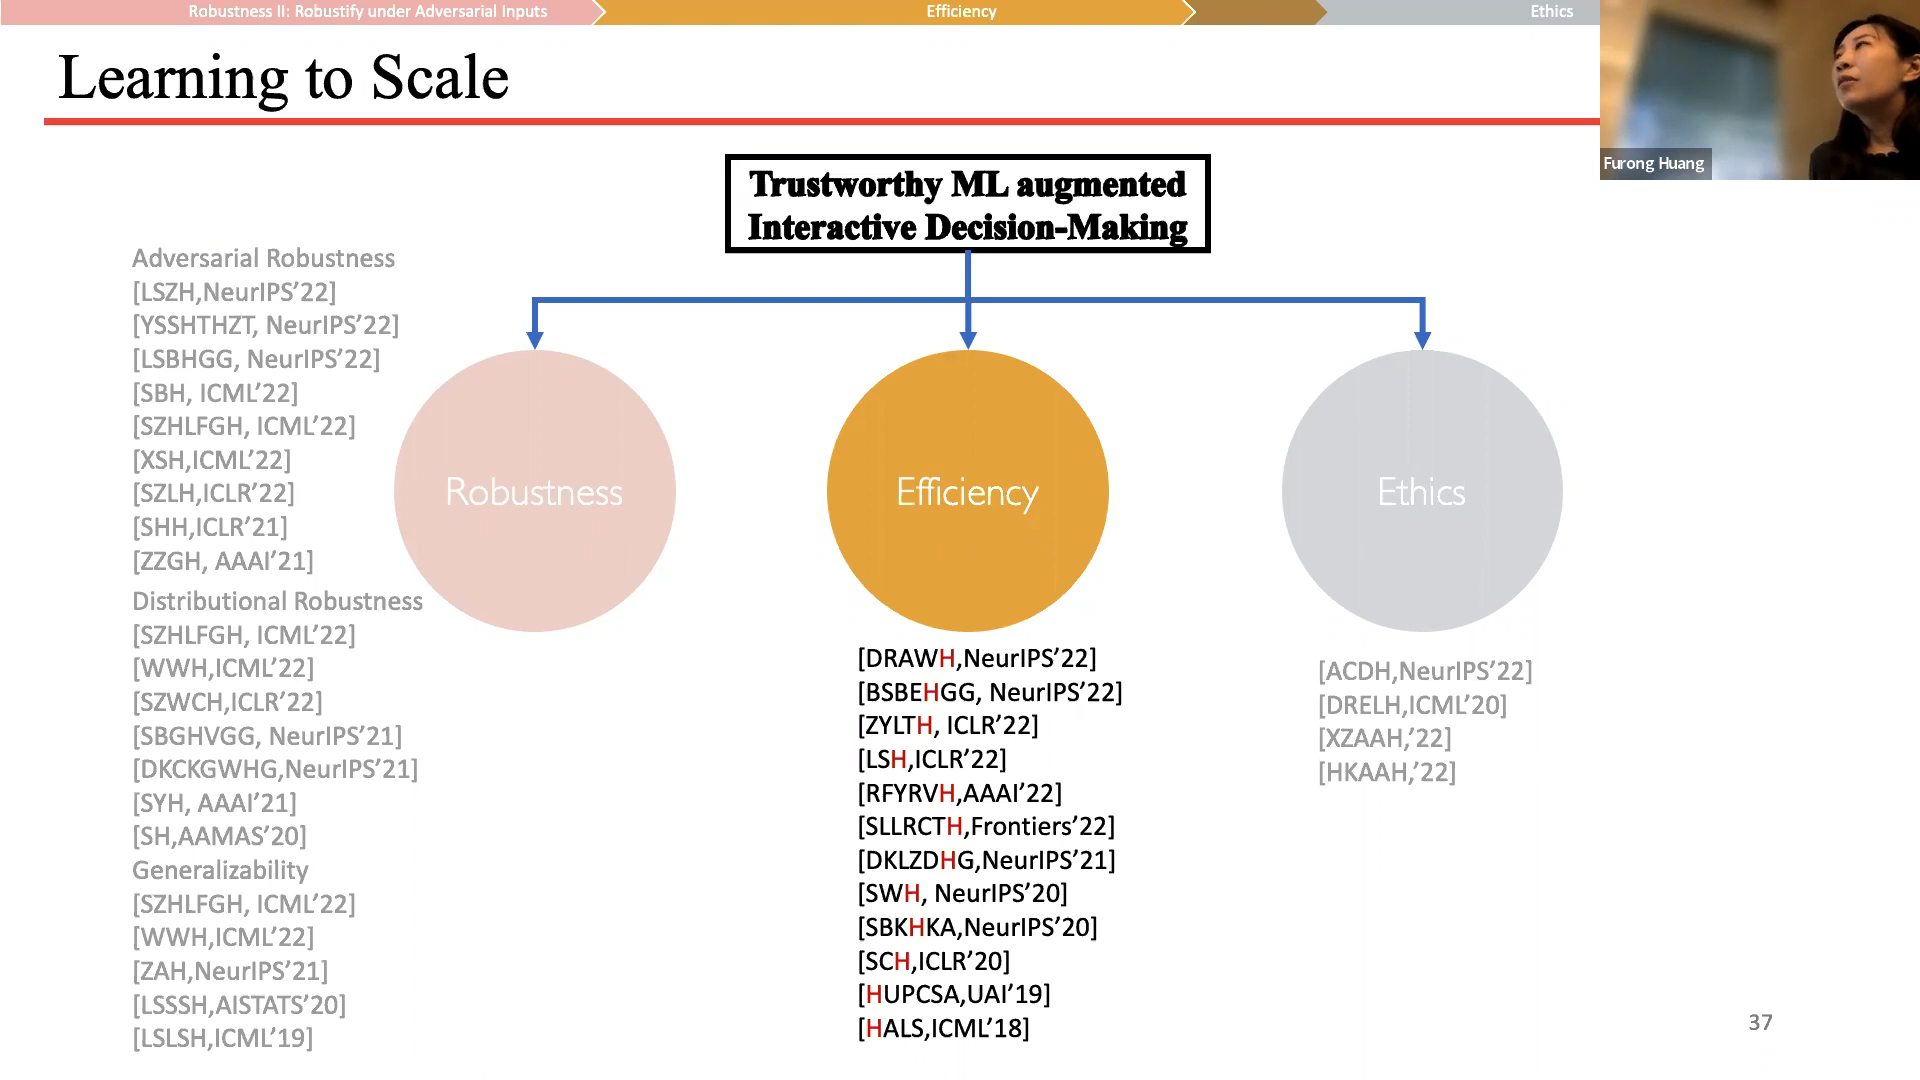 Robustness II: Robustify under Adversarial Inputs
Efficiency
Ethics
Learning to Scale
Furong Huang
Trustworthy ML augmented
Interactive Decision-Making
Adversarial Robustness
[LSZH,NeurIPS’22]
[YSSHTHZT, NeurIPS’22]
[LSBHGG, NeurIPS’22]
[SBH, ICML’22]
[SZHLFGH, ICML’22]
[XSH,ICML’22]
[SZLH,ICLR’22]
[SHH,ICLR’21]
[ZZGH, AAAI’21]
Distributional Robustness
[SZHLFGH, ICML’22]
[WWH,ICML’22]
[SZWCH,ICLR’22]
[SBGHVGG, NeurIPS’21]
[DKCKGWHG,NeurIPS’21]
[SYH, AAAI’21]
[SH,AAMAS’20]
Generalizability
[SZHLFGH, ICML’22]
[WWH,ICML’22]
[ZAH,NeurIPS’21]
[LSSSH,AISTATS’20]
[LSLSH,ICML’19]
Robustness
Efficiency
[DRAWH,NeurIPS’22]
[BSBEHGG, NeurIPS’22]
[ZYLTH, ICLR’22]
[LSH,ICLR’22]
[RFYRVH,AAAI’22]
[SLLRCTH,Frontiers’22]
[DKLZDHG,NeurIPS’21]
[SWH, NeurIPS’20]
[SBKHKA,NeurIPS’20]
[SCH,ICLR’20]
[HUPCSA,UAI’19]
[HALS,ICML’18]
Ethics
[ACDH,NeurIPS’22]
[DRELH,ICML’20]
[XZAAH,’22]
[HKAAH,’22]
37